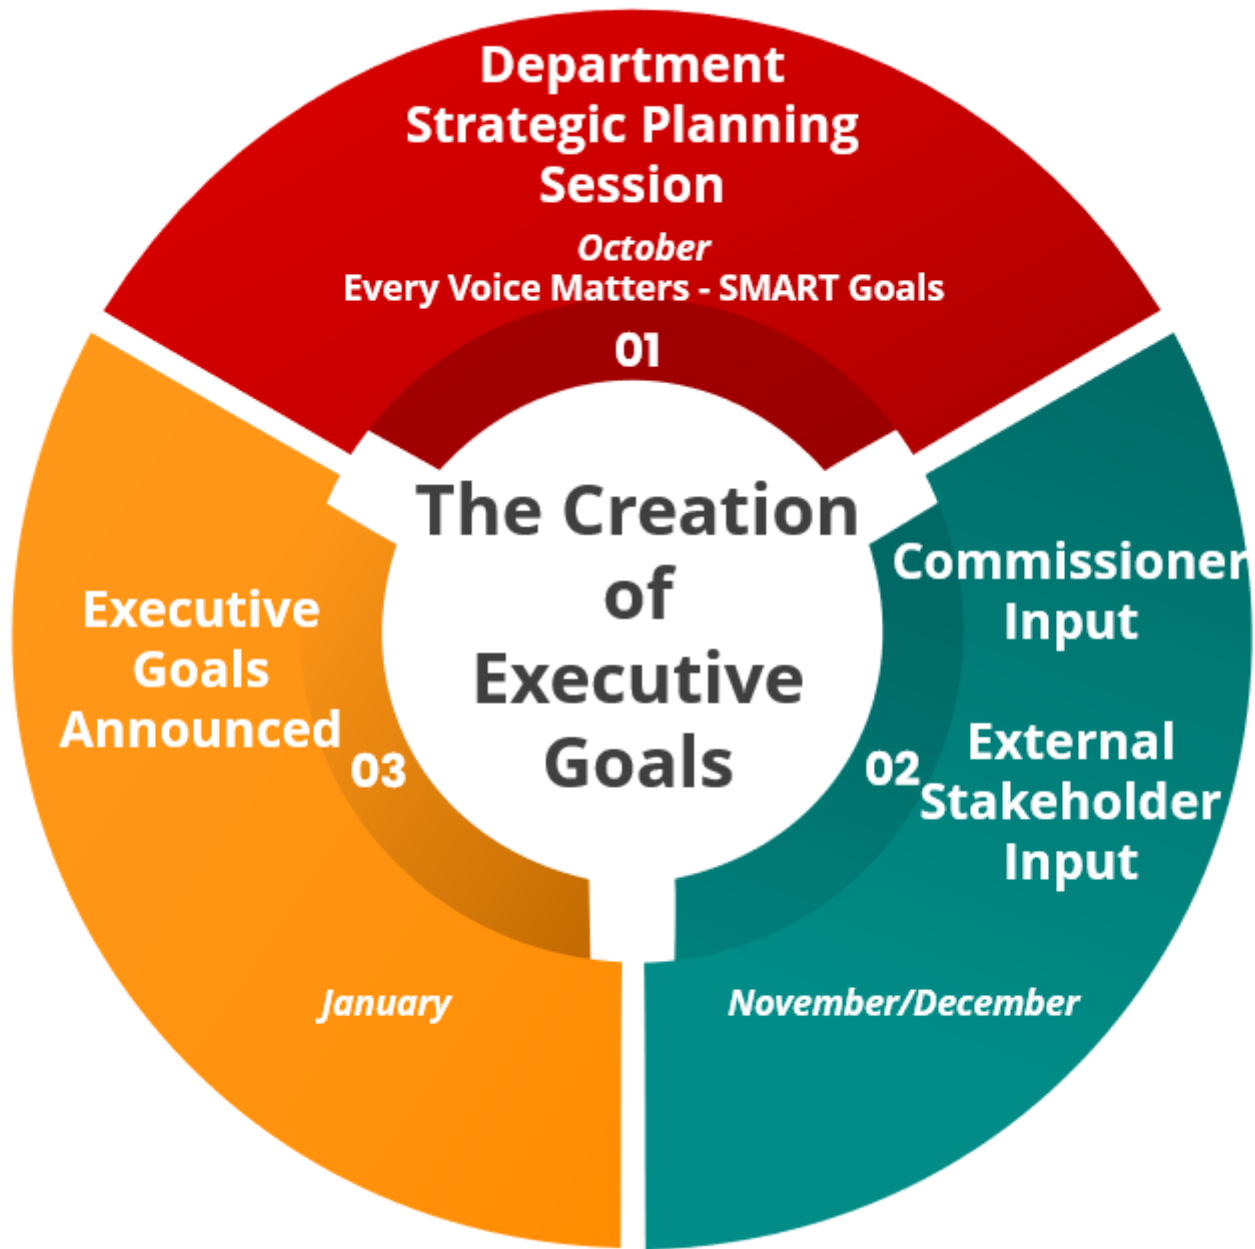 Department
Strategic Planning
Session
October
Every Voice Matters - SMART Goals
01
The Creation
of
Executive
Goals
Commissioner
Input
External
Stakeholder
Input
02
November/December
Executive
Goals
Announced
03
January